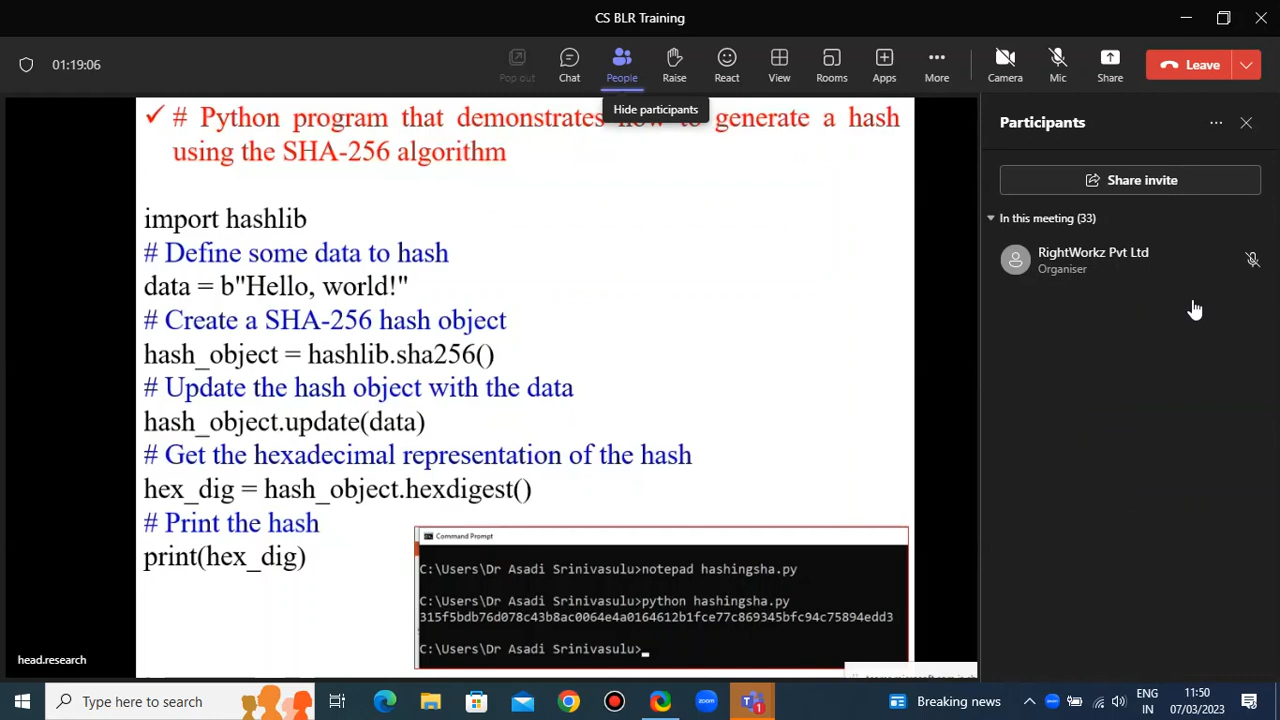 CS BLR Training
01:19:06
Pop out
Chat
People
Raise
React
View
Rooms
Apps
More
Camera
Mic
Share
Leave
Hide participants
✓ # Python program that demonstrates how to generate a hash
using the SHA-256 algorithm
import hashlib
# Define some data to hash
data = b"Hello, world!"
# Create a SHA-256 hash object
hash_object = hashlib.sha256()
# Update the hash object with the data
hash_object.update(data)
# Get the hexadecimal representation of the hash
hex_dig = hash_object.hexdigest()
# Print the hash
print(hex_dig)
Command Prompt
C:\Users\Dr Asadi Srinivasulu>notepad hashingsha.py
C:\Users\Dr Asadi Srinivasulu>python hashingsha.py
315f5bdb76d078c43b8ac0064e4a0164612b1fce77c869345bfc94c75894edd3
C:\Users\Dr Asadi Srinivasulu>_
head.research
Participants
Share invite
In this meeting (33)
RightWorkz Pvt Ltd
Organiser
Type here to search
zoom
1
Breaking news
ENG
IN
11:50
07/03/2023